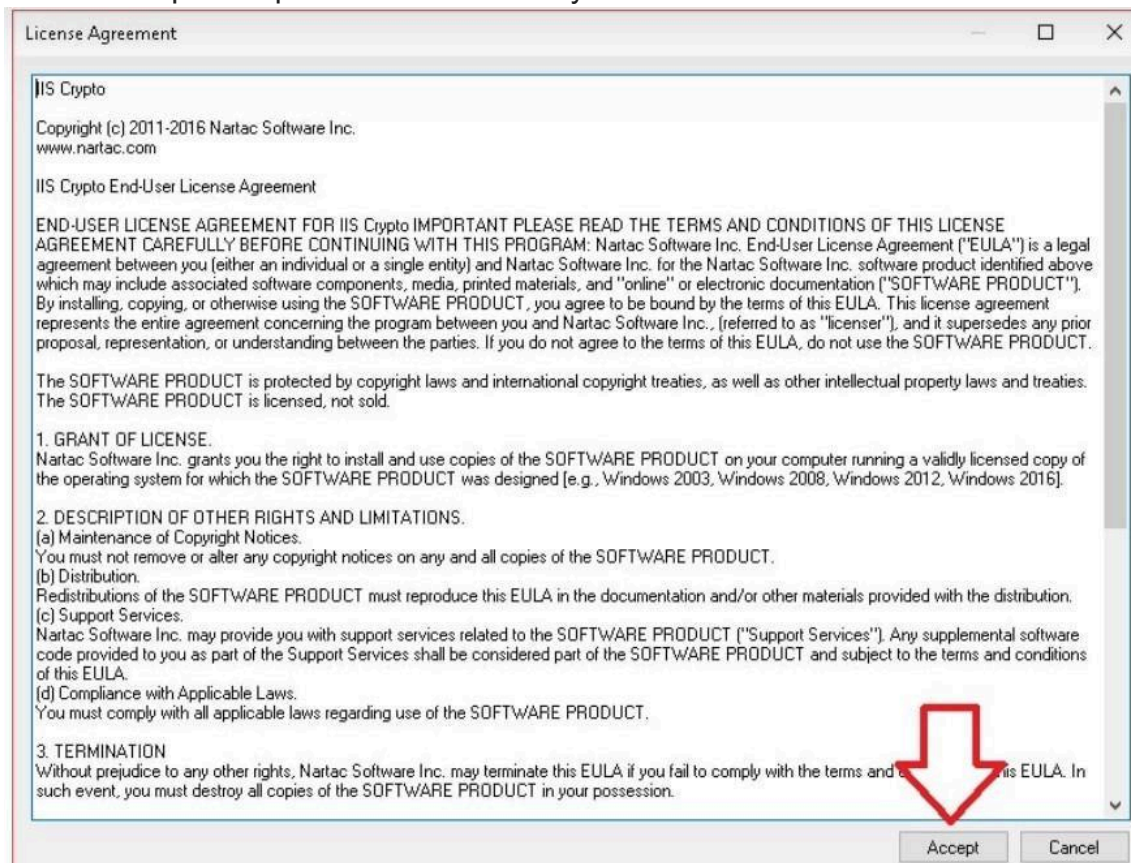 License Agreement
IIS Crypto
Copyright (c) 2011-2016 Nartac Software Inc.
www.nartac.com
IIS Crypto End-User License Agreement
END-USER LICENSE AGREEMENT FOR IIS Crypto IMPORTANT PLEASE READ THE TERMS AND CONDITIONS OF THIS LICENSE
AGREEMENT CAREFULLY BEFORE CONTINUING WITH THIS PROGRAM: Nartac Software Inc. End-User License Agreement ("EULA") is a legal
agreement between you (either an individual or a single entity) and Nartac Software Inc. for the Nartac Software Inc. software product identified above
which may include associated software components, media, printed materials, and "online" or electronic documentation ("SOFTWARE PRODUCT").
By installing, copying, or otherwise using the SOFTWARE PRODUCT, you agree to be bound by the terms of this EULA. This license agreement
represents the entire agreement concerning the program between you and Nartac Software Inc., (referred to as "licenser"), and it supersedes any prior
proposal, representation, or understanding between the parties. If you do not agree to the terms of this EULA, do not use the SOFTWARE PRODUCT.
The SOFTWARE PRODUCT is protected by copyright laws and international copyright treaties, as well as other intellectual property laws and treaties.
The SOFTWARE PRODUCT is licensed, not sold.
1. GRANT OF LICENSE.
Nartac Software Inc. grants you the right to install and use copies of the SOFTWARE PRODUCT on your computer running a validly licensed copy of
the operating system for which the SOFTWARE PRODUCT was designed [e.g., Windows 2003, Windows 2008, Windows 2012, Windows 2016].
2. DESCRIPTION OF OTHER RIGHTS AND LIMITATIONS.
(a) Maintenance of Copyright Notices.
You must not remove or alter any copyright notices on any and all copies of the SOFTWARE PRODUCT.
(b) Distribution.
Redistributions of the SOFTWARE PRODUCT must reproduce this EULA in the documentation and/or other materials provided with the distribution.
(c) Support Services.
Nartac Software Inc. may provide you with support services related to the SOFTWARE PRODUCT ("Support Services"). Any supplemental software
code provided to you as part of the Support Services shall be considered part of the SOFTWARE PRODUCT and subject to the terms and conditions
of this EULA.
(d) Compliance with Applicable Laws.
You must comply with all applicable laws regarding use of the SOFTWARE PRODUCT.
3. TERMINATION
Without prejudice to any other rights, Nartac Software Inc. may terminate this EULA if you fail to comply with the terms and EULA. In
such event, you must destroy all copies of the SOFTWARE PRODUCT in your possession.
Accept Cancel